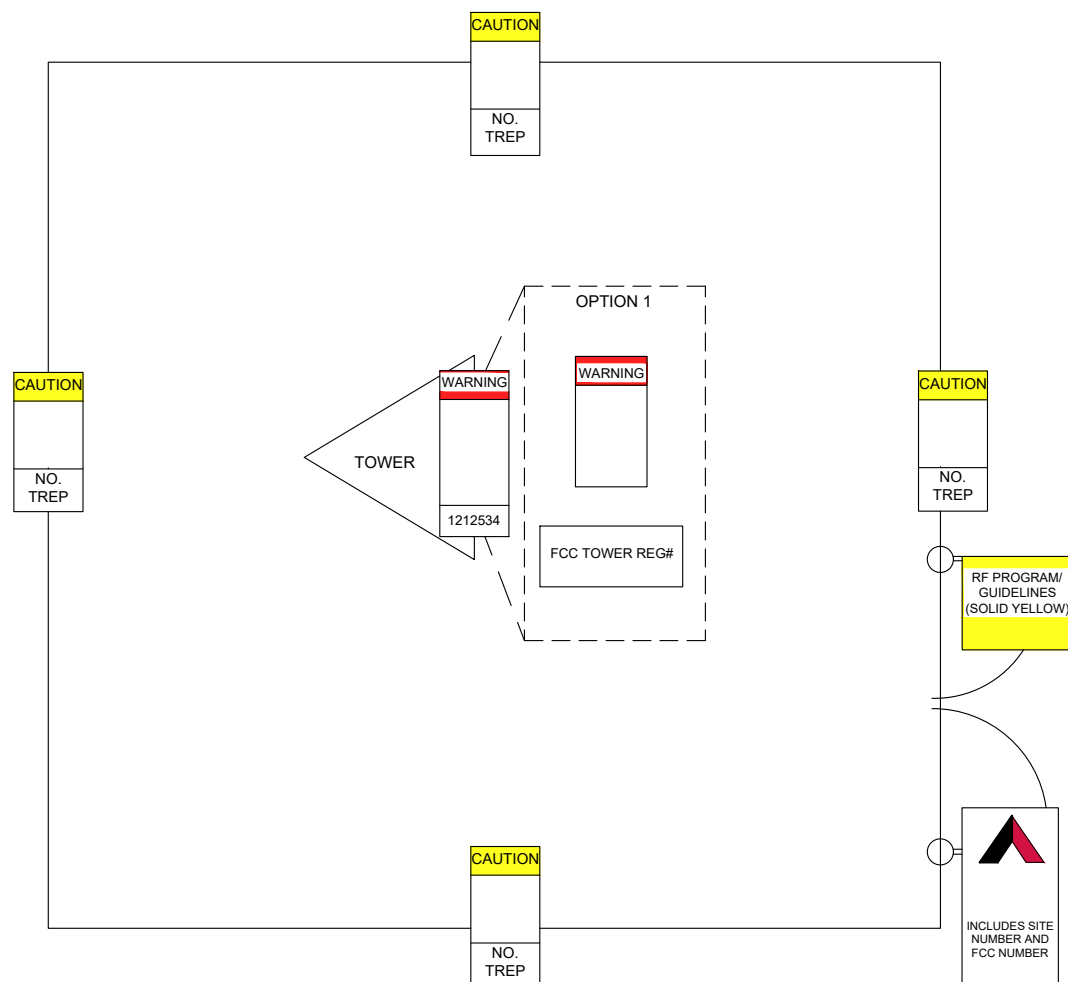 CAUTION
NO.
TREP
OPTION 1
WARNING
WARNING
CAUTION
CAUTION
TOWER
NO.
TREP
NO.
TREP
1212534
FCC TOWER REG#
RF PROGRAM/
GUIDELINES
(SOLID YELLOW)
CAUTION
NO.
TREP
INCLUDES SITE
NUMBER AND
FCC NUMBER